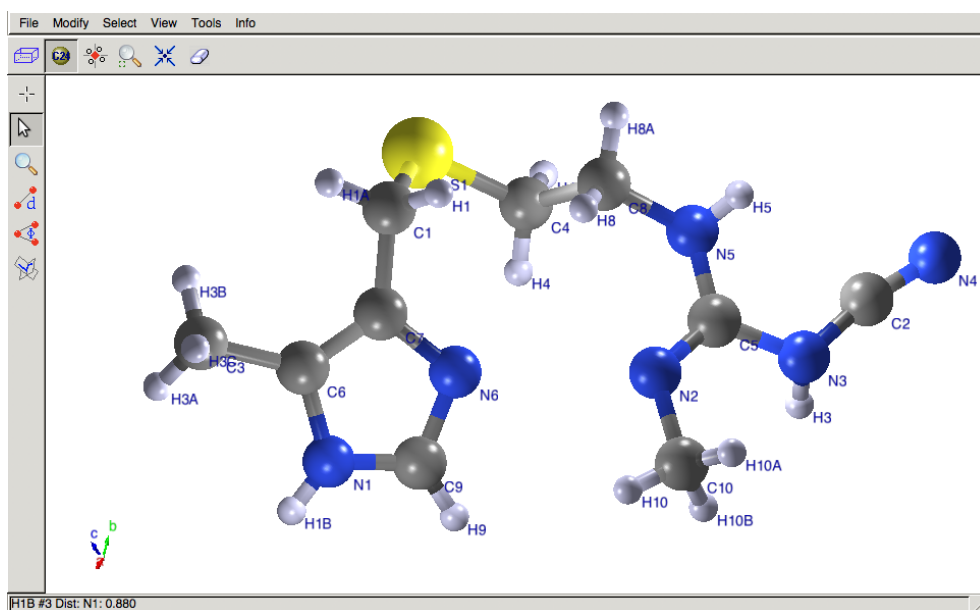 File Modify Select View Tools Info
C24
d
Φ
H8A
H1A
S1
H
H1
H5
C1
C4
H8
C8
N5
H4
N4
H3B
C2
C7
C5
H3C
C3
N3
C6
N6
N2
H3A
H3
H10A
N1
C9
C10
H10
H1B
H9
H10B
c b
a
H1B #3 Dist: N1: 0.880